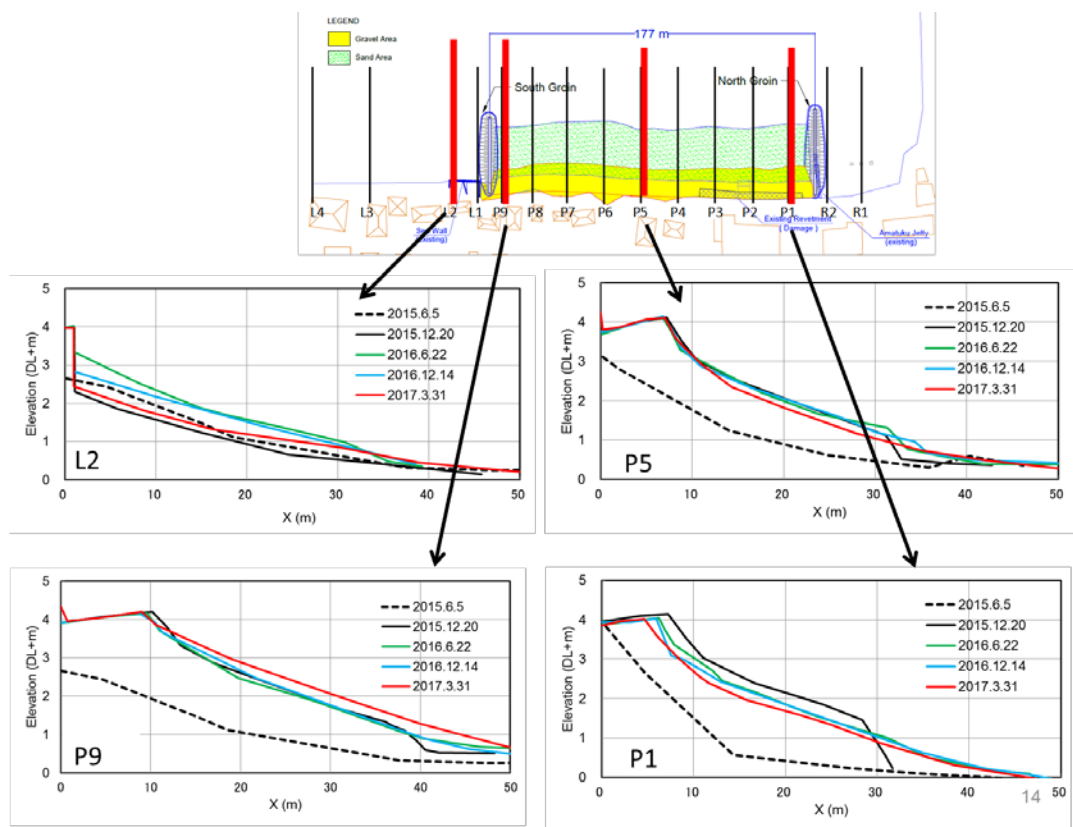 LEGEND
Gravel Area
Sand Area
177 m
South Groin
North Groin
L4
L3
L2
L1
P9
P8
P7
P6
P5
P4
P3
P2
P1
R2
R1
(existing)
Existing Revetment
( Damage )
Amatuku Jetty
(existing)
Elevation (DL+m)
5
4
3
2
1
0
2015.6.5
2015.12.20
2016.6.22
2016.12.14
2017.3.31
L2
0 10 20 30 40 50
X (m)
Elevation (DL+m)
5
4
3
2
1
0
2015.6.5
2015.12.20
2016.6.22
2016.12.14
2017.3.31
P5
0 10 20 30 40 50
X (m)
Elevation (DL+m)
5
4
3
2
1
0
2015.6.5
2015.12.20
2016.6.22
2016.12.14
2017.3.31
P9
0 10 20 30 40 50
X (m)
Elevation (DL+m)
5
4
3
2
1
0
2015.6.5
2015.12.20
2016.6.22
2016.12.14
2017.3.31
P1
0 10 20 30 40 50
X (m)
14